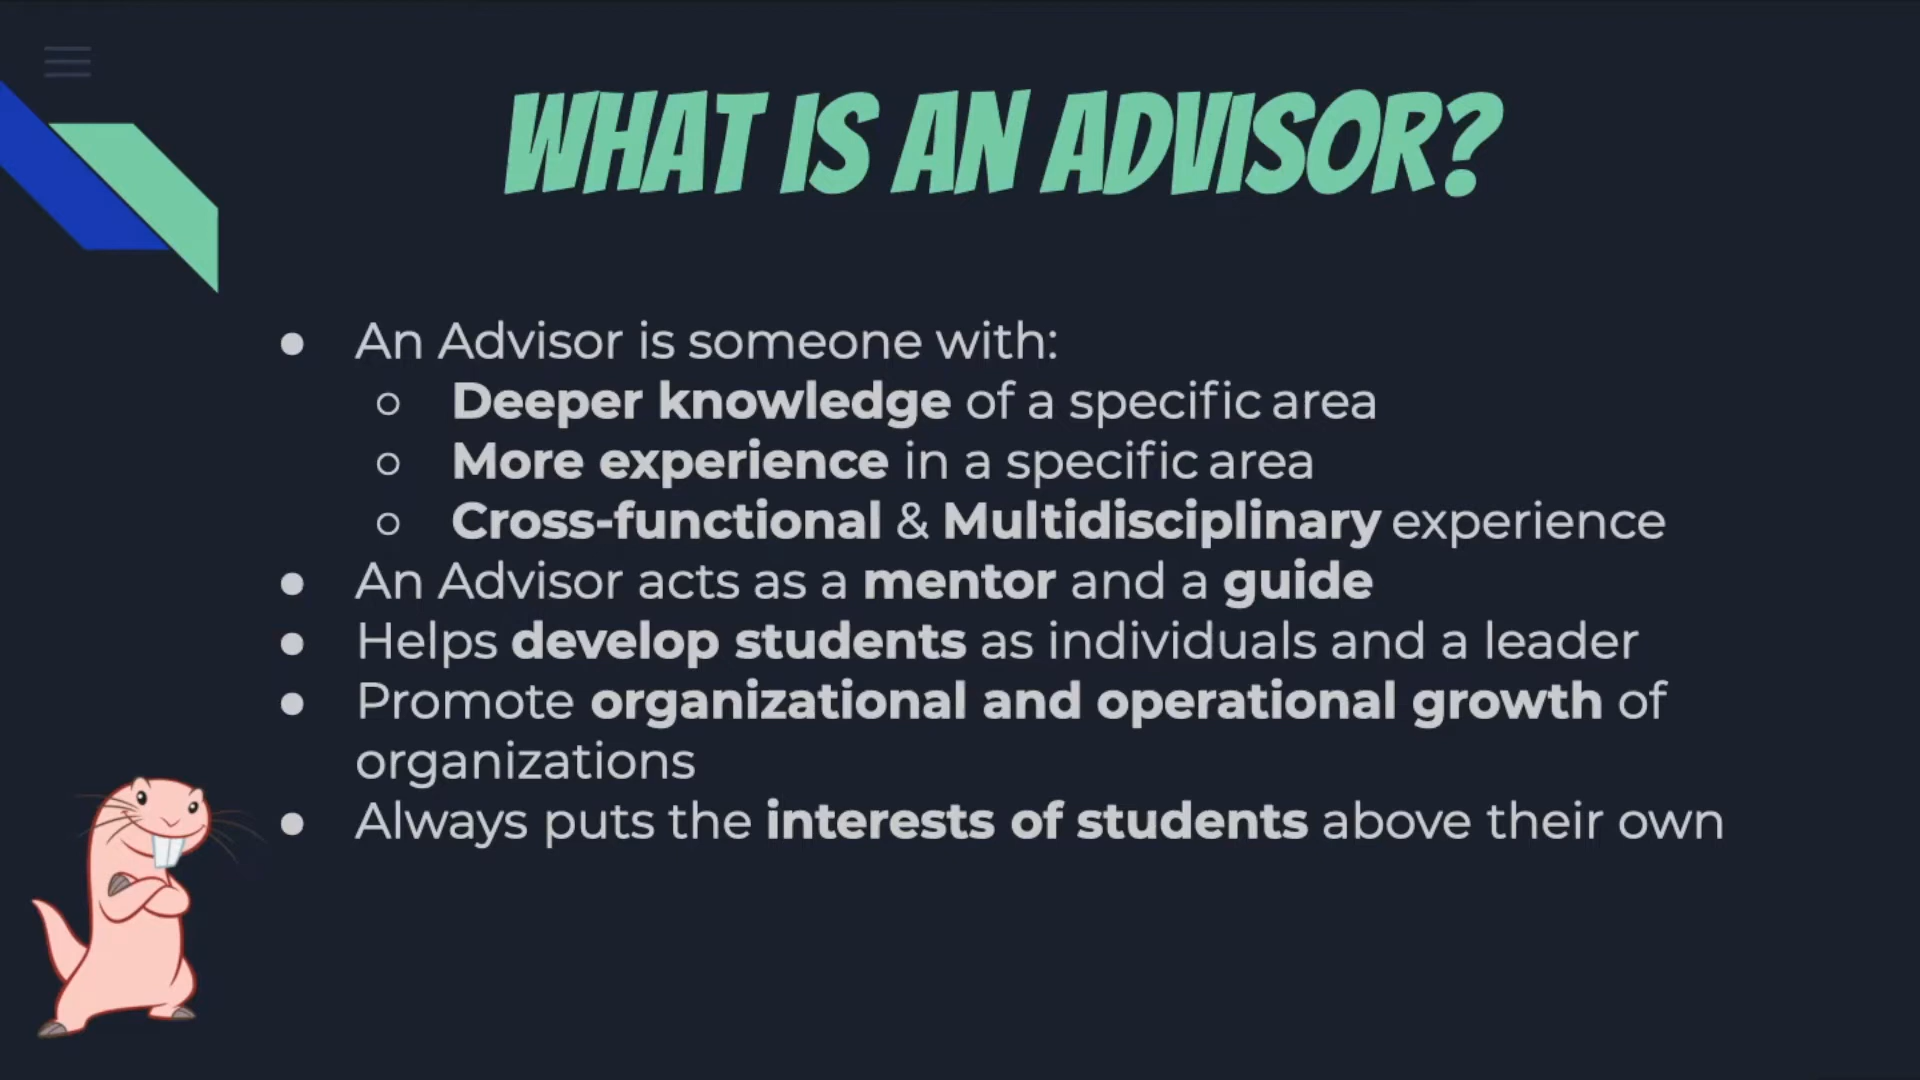 WHAT IS AN ADVISOR?
● An Advisor is someone with:
○ Deeper knowledge of a specific area
○ More experience in a specific area
○ Cross-functional & Multidisciplinary experience
● An Advisor acts as a mentor and a guide
● Helps develop students as individuals and a leader
● Promote organizational and operational growth of
organizations
● Always puts the interests of students above their own